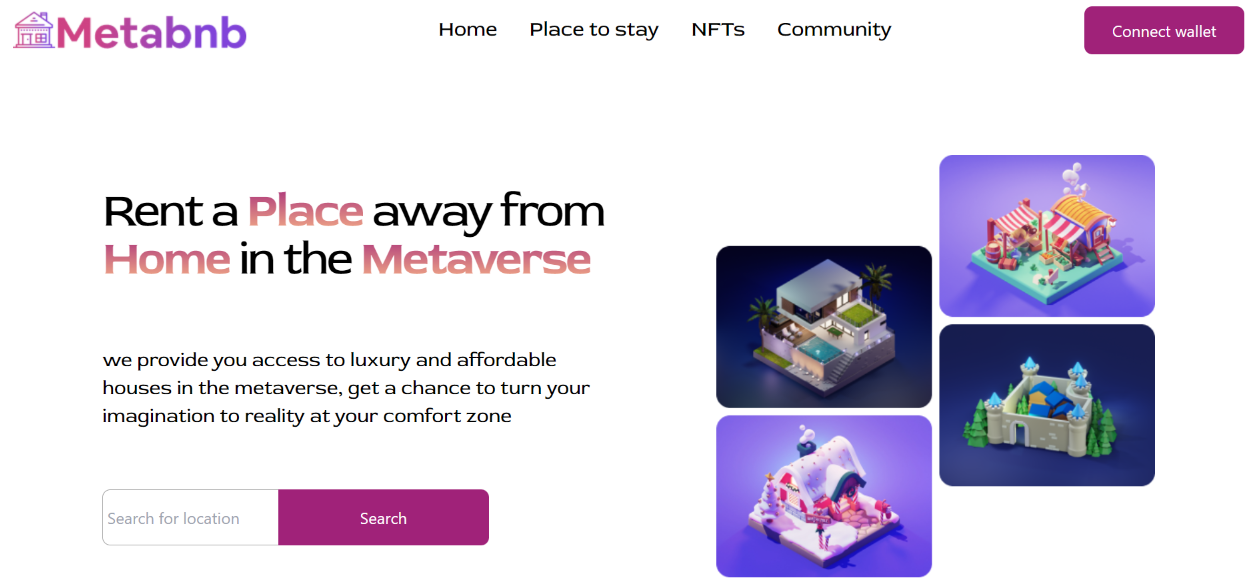 Metabnb
Home
Place to stay
NFTs
Community
Connect wallet
Rent a Place away from
Home in the Metaverse
we provide you access to luxury and affordable
houses in the metaverse, get a chance to turn your
imagination to reality at your comfort zone
Search for location
Search